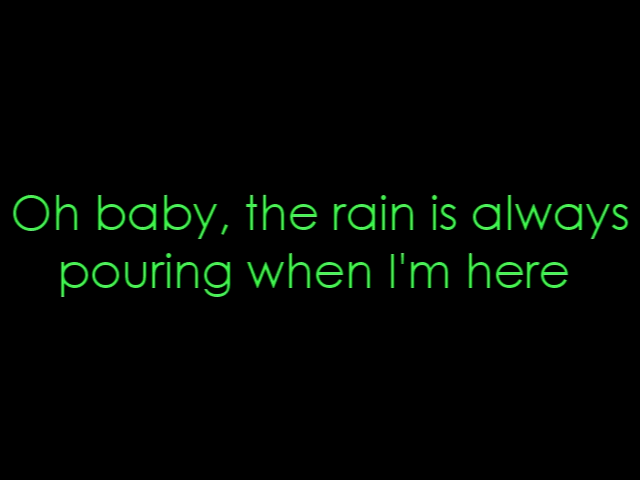 Oh baby, the rain is always
pouring when I'm here